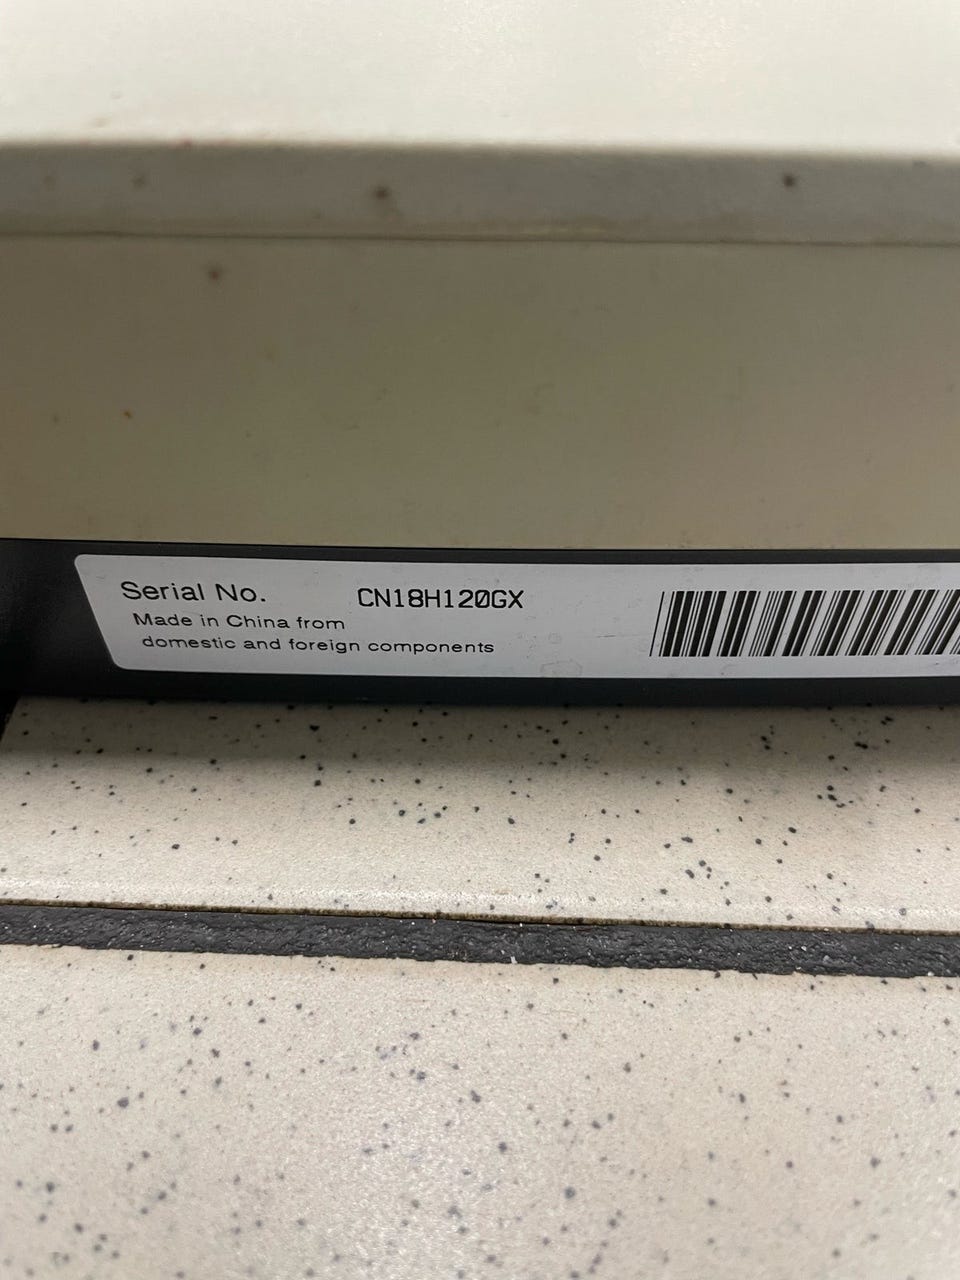 Serial No. CN18H120GX
Made in China from
domestic and foreign components